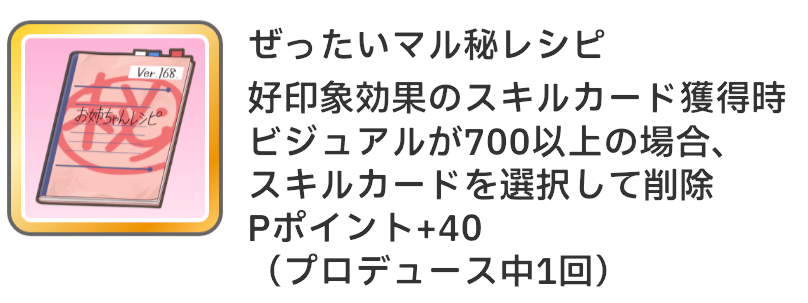 Ver.168.
お姉ちゃんレシピ
秘
ぜったいマル秘レシピ
好印象効果のスキルカード獲得時
ビジュアルが700以上の場合、
スキルカードを選択して削除
Pポイント+40
（プロデュース中1回）